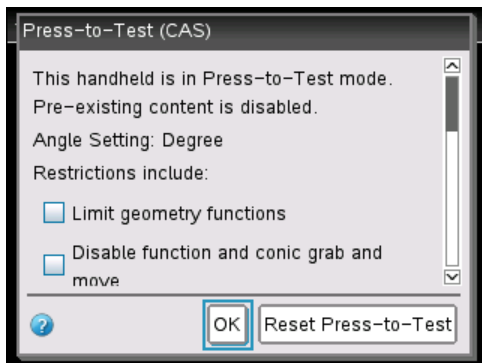 Press-to-Test (CAS)
This handheld is in Press-to-Test mode.
Pre-existing content is disabled.
Angle Setting: Degree
Restrictions include:
Limit geometry functions
Disable function and conic grab and
move
?
OK Reset Press-to-Test